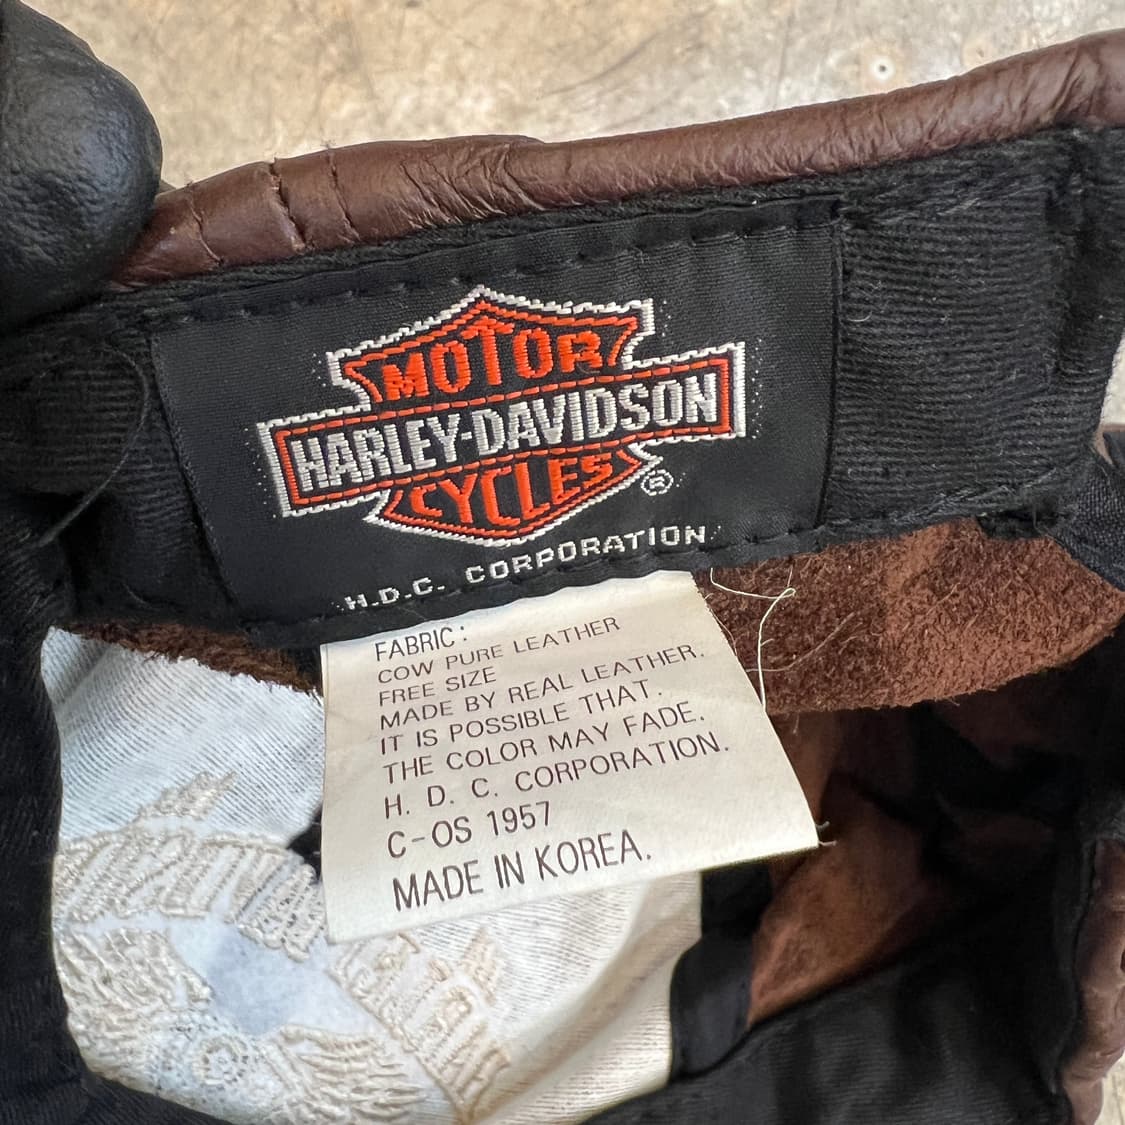 MOTOR
HARLEY-DAVIDSON
CYCLES
®
H.D.C. CORPORATION
FABRIC:
COW PURE LEATHER
FREE SIZE
MADE BY REAL LEATHER.
IT IS POSSIBLE THAT.
THE COLOR MAY FADE.
H. D. C. CORPORATION.
C-OS 1957
MADE IN KOREA.